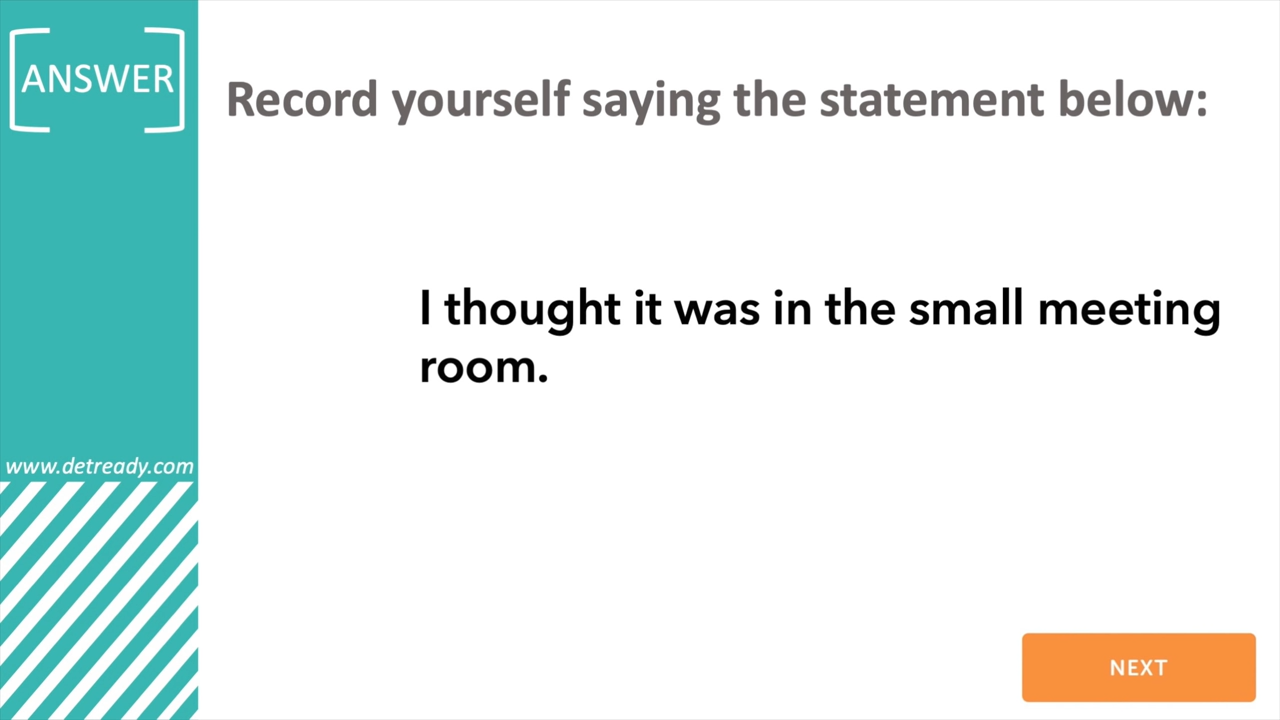 ANSWER
Record yourself saying the statement below:
I thought it was in the small meeting
room.
www.detready.com
NEXT